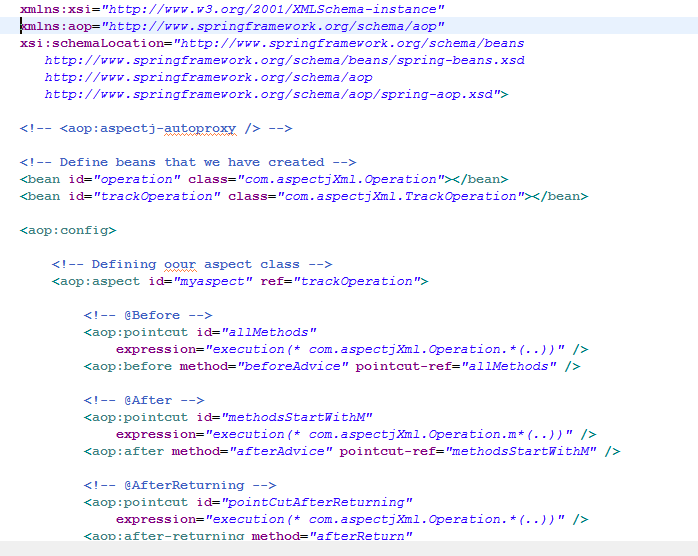 xmlns:xsi="http://www.w3.org/2001/XMLSchema-instance"
xmlns:aop="http://www.springframework.org/schema/aop"
xsi:schemaLocation="http://www.springframework.org/schema/beans
http://www.springframework.org/schema/beans/spring-beans.xsd
http://www.springframework.org/schema/aop
http://www.springframework.org/schema/aop/spring-aop.xsd">
<!-- <aop:aspectj-autoproxy /> -->
<!-- Define beans that we have created -->
<bean id="operation" class="com.aspectjXml.Operation"></bean>
<bean id="trackOperation" class="com.aspectjXml.TrackOperation"></bean>
<aop:config>
<!-- Defining oour aspect class -->
<aop:aspect id="myaspect" ref="trackOperation">
<!-- @Before -->
<aop:pointcut id="allMethods"
expression="execution(* com.aspectjXml.Operation.*(..))" />
<aop:before method="beforeAdvice" pointcut-ref="allMethods" />
<!-- @After -->
<aop:pointcut id="methodsStartWithM"
expression="execution(* com.aspectjXml.Operation.m*(..))" />
<aop:after method="afterAdvice" pointcut-ref="methodsStartWithM" />
<!-- @AfterReturning -->
<aop:pointcut id="pointCutAfterReturning"
expression="execution(* com.aspectjXml.Operation.*(..))" />
<aop:after-returning method="afterReturn"